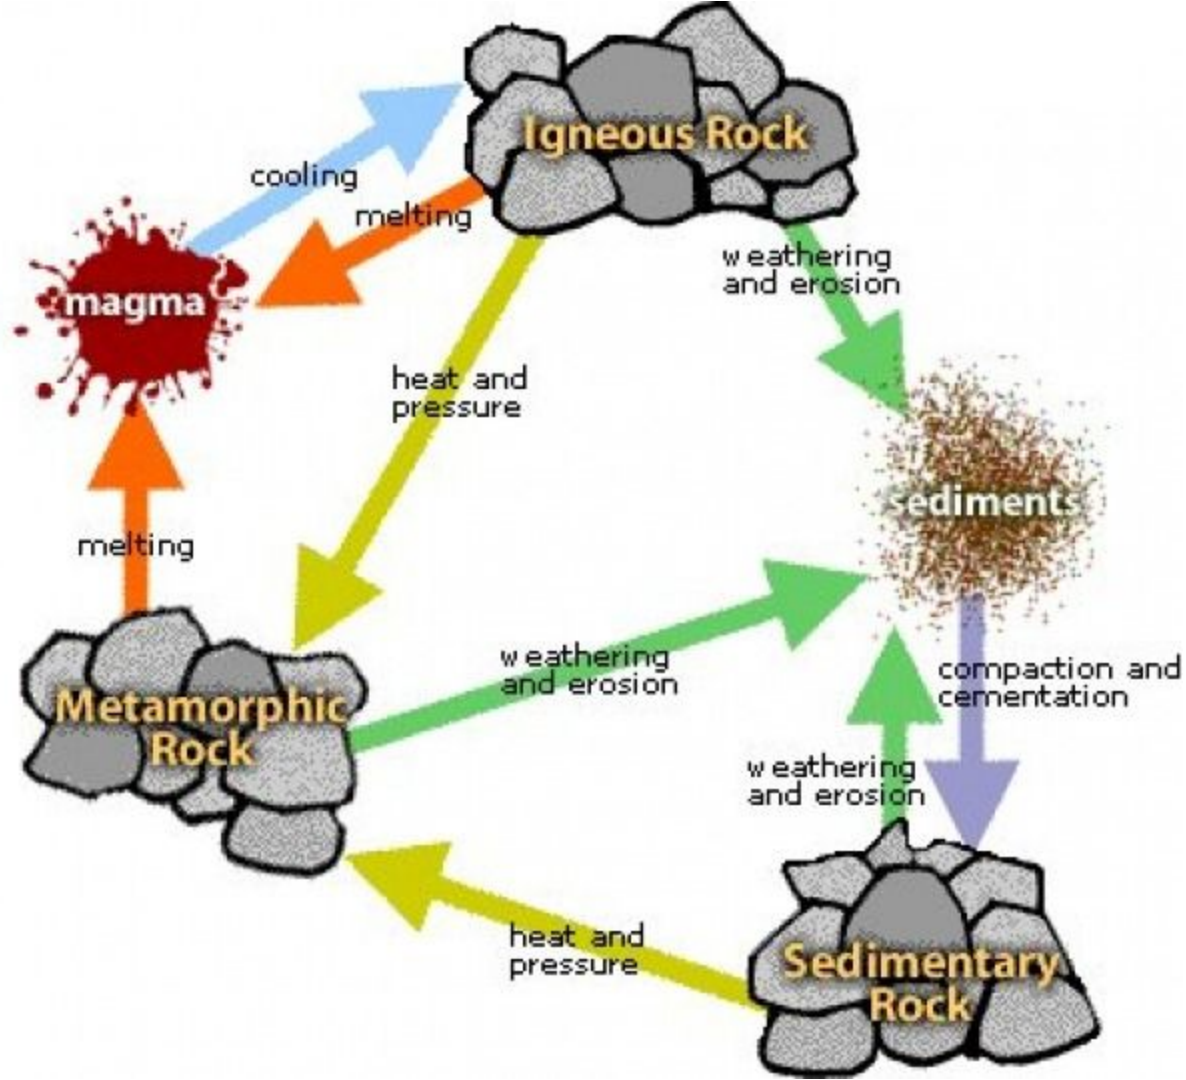 Igneous Rock
cooling
melting
weathering
and erosion
magma
heat and
pressure
sediments
melting
weathering
and erosion
compaction and
cementation
Metamorphic
Rock
weathering
and erosion
heat and
pressure
Sedimentary
Rock